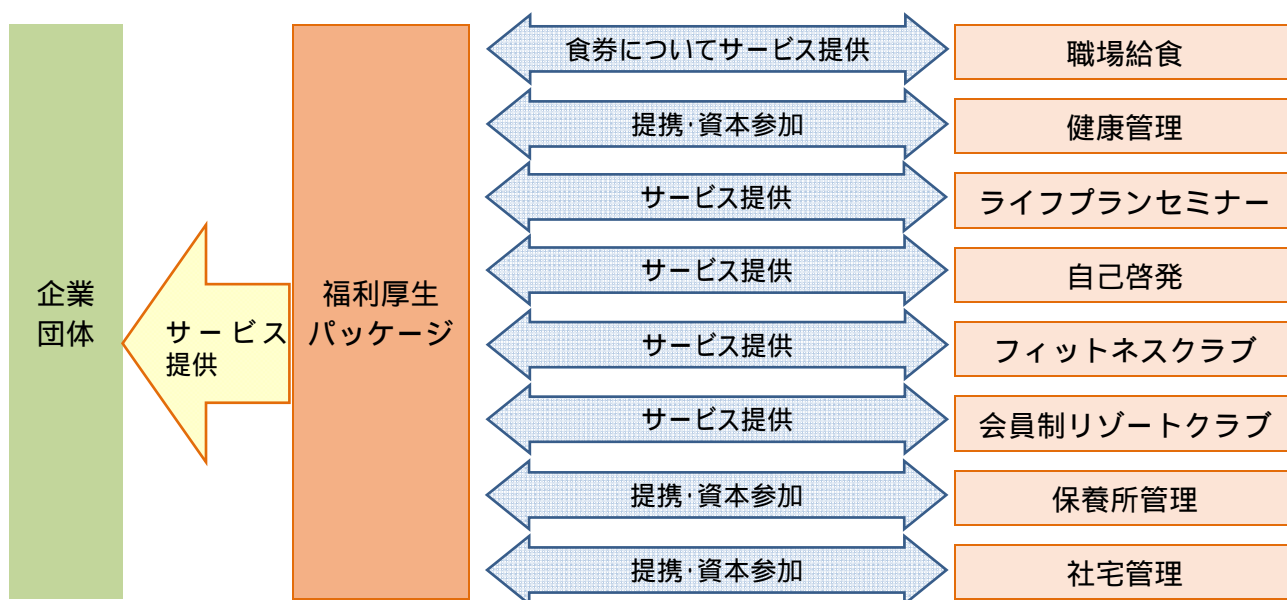 企業
団体
サービス
提供
福利厚生
パッケージ
食券についてサービス提供
職場給食
提携･資本参加
健康管理
サービス提供
ライフプランセミナー
サービス提供
自己啓発
サービス提供
フィットネスクラブ
サービス提供
会員制リゾートクラブ
提携･資本参加
保養所管理
提携･資本参加
社宅管理